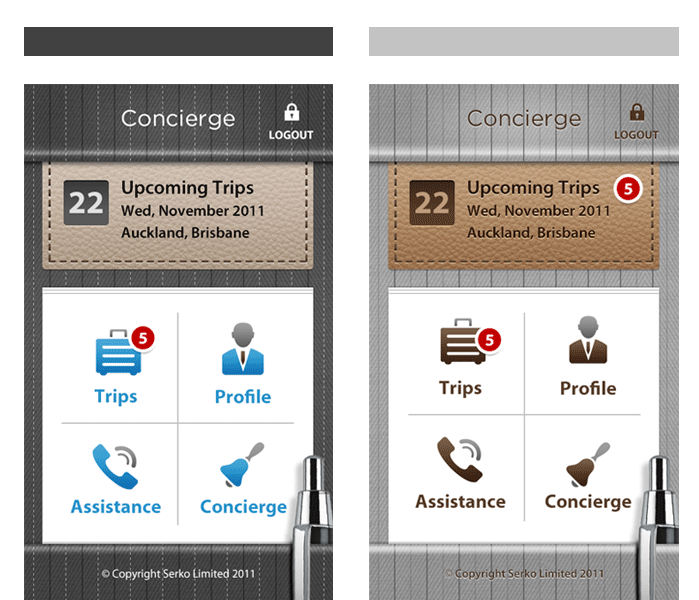 Concierge
LOGOUT
22
Upcoming Trips
Wed, November 2011
Auckland, Brisbane
5
Trips
Profile
Assistance
Concierge
© Copyright Serko Limited 2011
Concierge
LOGOUT
22
Upcoming Trips
5
Wed, November 2011
Auckland, Brisbane
5
Trips
Profile
Assistance
Concierge
© Copyright Serko Limited 2011